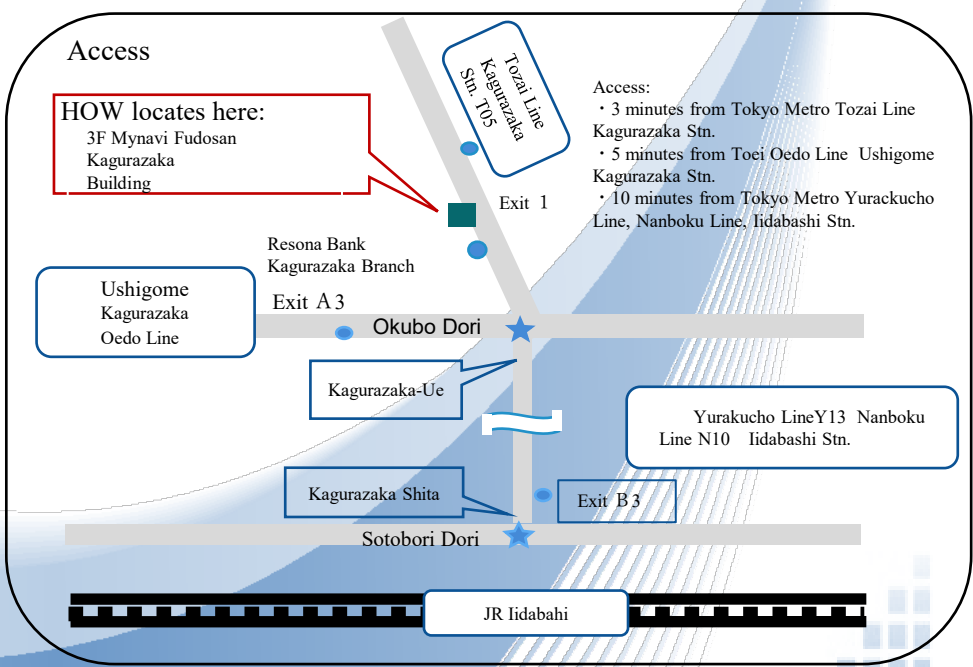 Access
HOW locates here:
3F Mynavi Fudosan
Kagurazaka
Building
Tozai Line
Kagurazaka
Stn. T05
Access:
・3 minutes from Tokyo Metro Tozai Line
Kagurazaka Stn.
・5 minutes from Toei Oedo Line Ushigome
Kagurazaka Stn.
・10 minutes from Tokyo Metro Yurackucho
Line, Nanboku Line, Iidabashi Stn.
Exit 1
Resona Bank
Kagurazaka Branch
Ushigome
Kagurazaka
Oedo Line
Exit A3
Okubo Dori
Kagurazaka-Ue
Yurakucho LineY13 Nanboku
Line N10 Iidabashi Stn.
Kagurazaka Shita
Exit B3
Sotobori Dori
JR Iidabahi